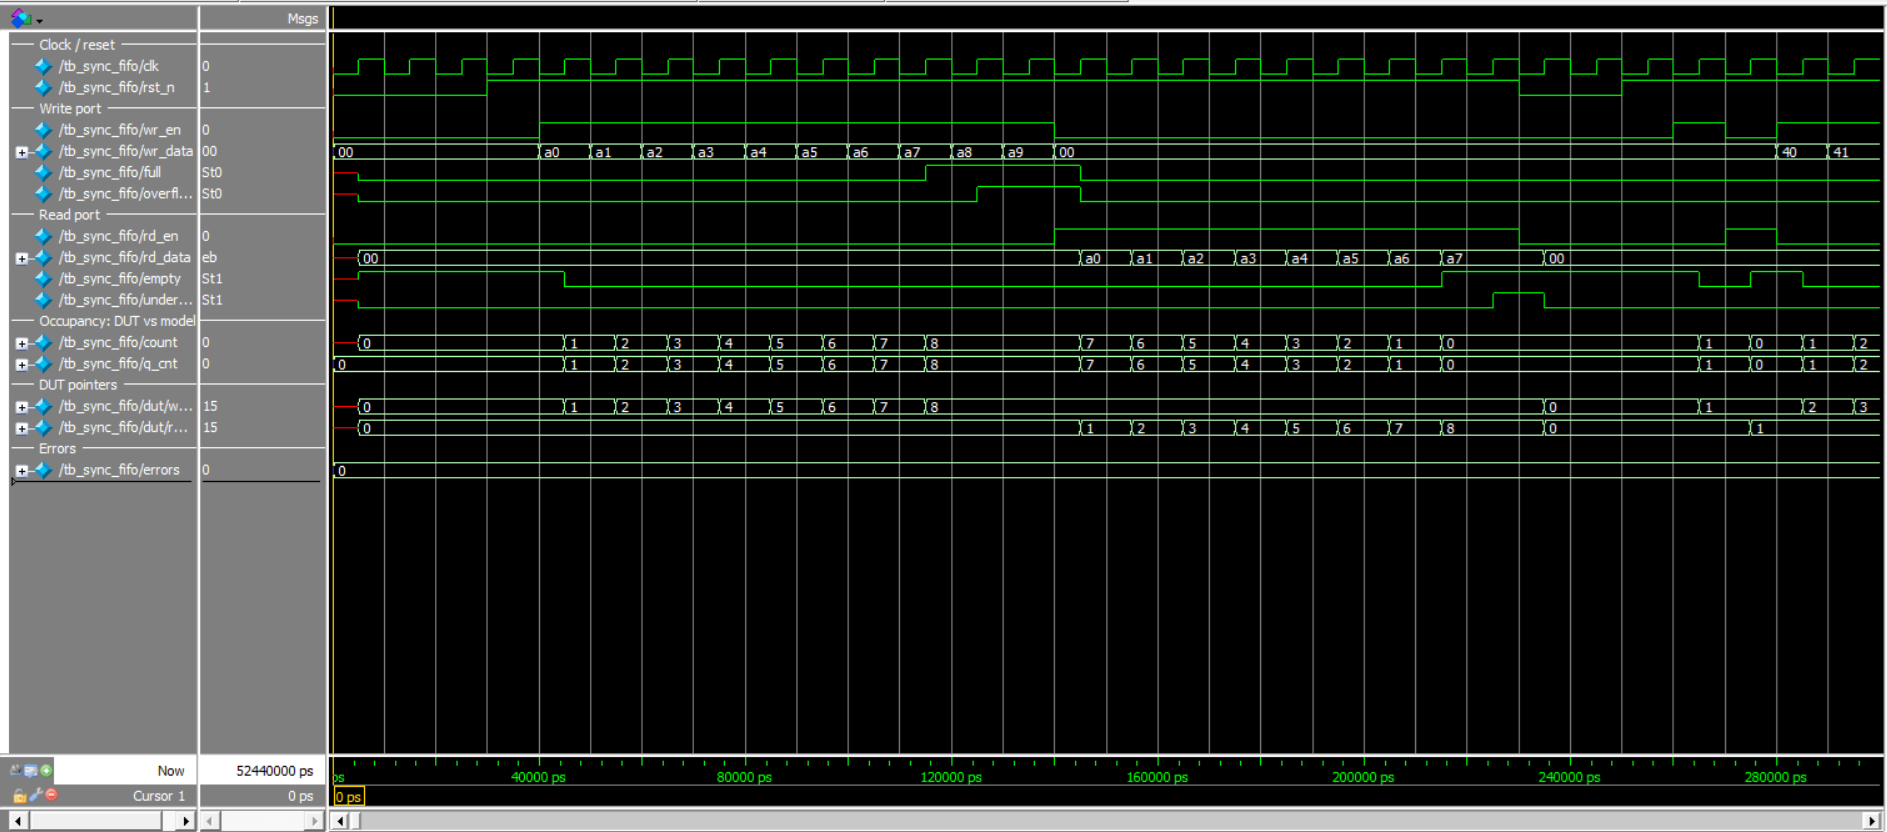 Msgs
Clock / reset
/tb_sync_fifo/clk 0
/tb_sync_fifo/rst_n 1
Write port
/tb_sync_fifo/wr_en 0
/tb_sync_fifo/wr_data 00 00 a0 a1 a2 a3 a4 a5 a6 a7 a8 a9 00 40 41
/tb_sync_fifo/full St0
/tb_sync_fifo/overfl... St0
Read port
/tb_sync_fifo/rd_en 0
/tb_sync_fifo/rd_data eb 00 a0 a1 a2 a3 a4 a5 a6 a7 00
/tb_sync_fifo/empty St1
/tb_sync_fifo/under... St1
Occupancy: DUT vs model
/tb_sync_fifo/count 0 0 1 2 3 4 5 6 7 8 7 6 5 4 3 2 1 0 1 0 1 2
/tb_sync_fifo/q_cnt 0 0 1 2 3 4 5 6 7 8 7 6 5 4 3 2 1 0 1 0 1 2
DUT pointers
/tb_sync_fifo/dut/w... 15 0 1 2 3 4 5 6 7 8 0 1 2 3
/tb_sync_fifo/dut/r... 15 0 1 2 3 4 5 6 7 8 0 1
Errors
/tb_sync_fifo/errors 0 0
Now 52440000 ps ps 40000 ps 80000 ps 120000 ps 160000 ps 200000 ps 240000 ps 280000 ps
Cursor 1 0 ps 0 ps